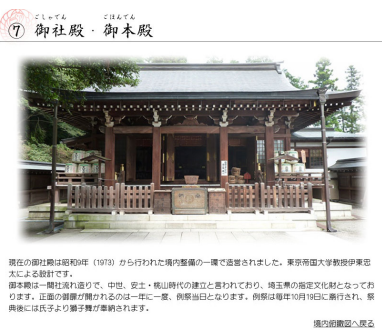 ごしゃでん ごほんでん
⑦ 御社殿・御本殿
現在の御社殿は昭和9年（1973）から行われた境内整備の一環で造営されました。東京帝国大学教授伊東忠
太による設計です。
御本殿は一間社流れ造りで、中世、安土・桃山時代の建立と言われており、埼玉県の指定文化財となってお
ります。正面の御扉が開かれるのは一年に一度、例祭当日となります。例祭は毎年10月19日に斎行され、祭
典後には氏子より獅子舞が奉納されます。
境内俯瞰図へ戻る